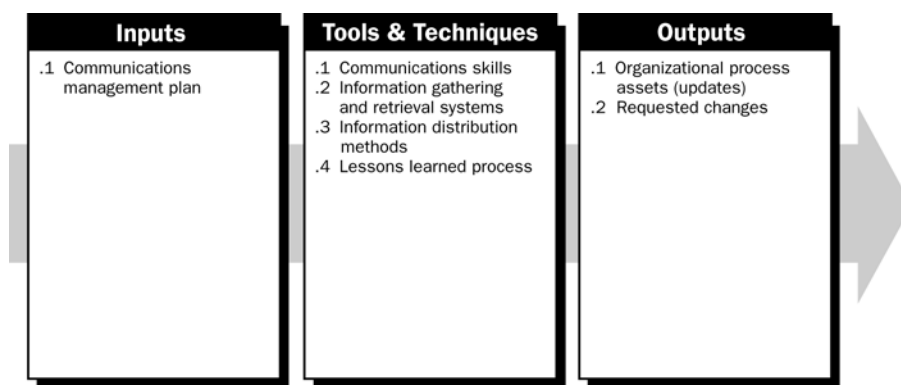 Inputs
.1 Communications
management plan
Tools & Techniques
.1 Communications skills
.2 Information gathering
and retrieval systems
.3 Information distribution
methods
.4 Lessons learned process
Outputs
.1 Organizational process
assets (updates)
.2 Requested changes